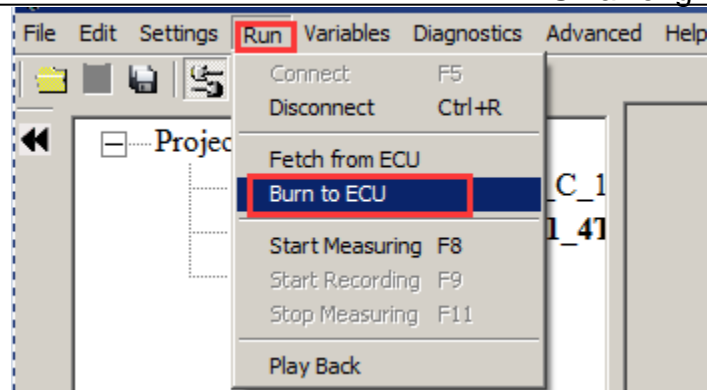 File Edit Settings Run Variables Diagnostics Advanced Help
Connect F5
Disconnect Ctrl+R
Projec
Fetch from ECU
Burn to ECU
_C_1
Start Measuring F8
1_4T
Start Recording F9
Stop Measuring F11
Play Back